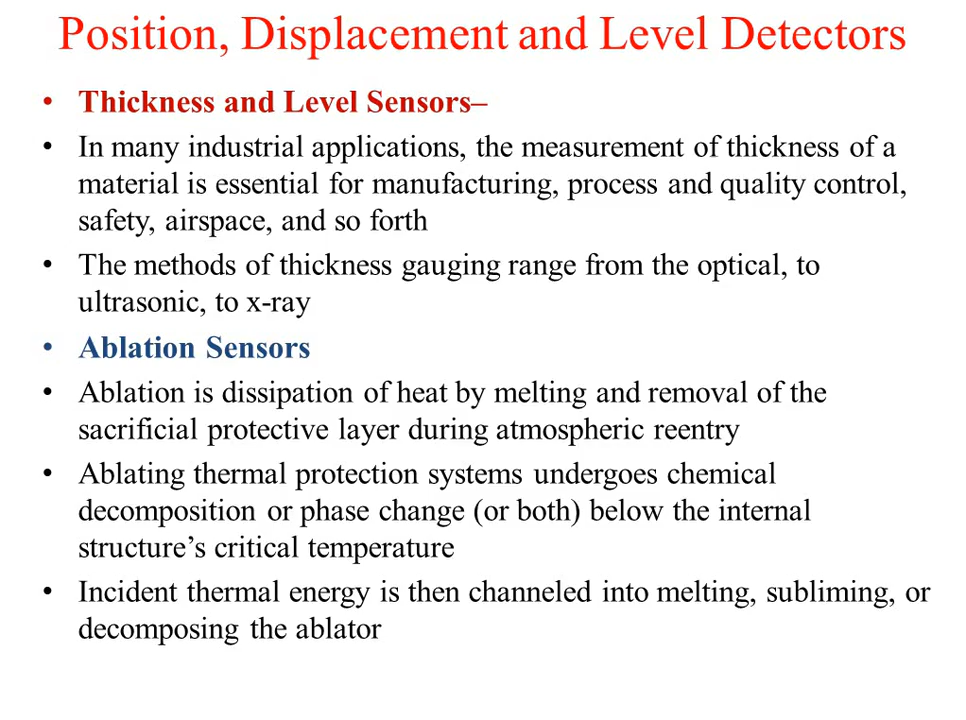 Position, Displacement and Level Detectors
• Thickness and Level Sensors–
• In many industrial applications, the measurement of thickness of a
material is essential for manufacturing, process and quality control,
safety, airspace, and so forth
• The methods of thickness gauging range from the optical, to
ultrasonic, to x-ray
• Ablation Sensors
• Ablation is dissipation of heat by melting and removal of the
sacrificial protective layer during atmospheric reentry
• Ablating thermal protection systems undergoes chemical
decomposition or phase change (or both) below the internal
structure’s critical temperature
• Incident thermal energy is then channeled into melting, subliming, or
decomposing the ablator